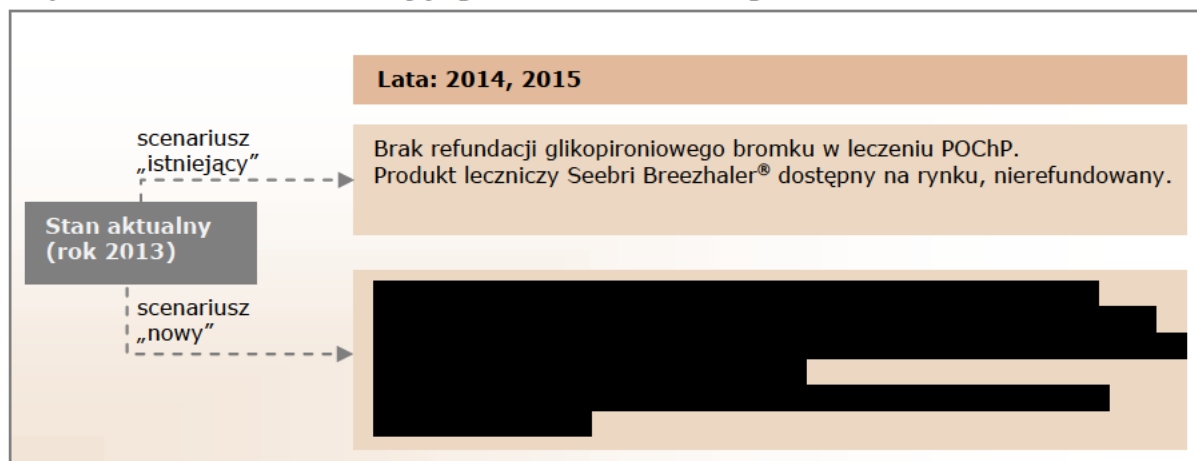 Lata: 2014, 2015
scenariusz
„istniejący”
Brak refundacji glikopironiowego bromku w leczeniu POChP.
Produkt leczniczy Seebri Breezhaler® dostępny na rynku, nierefundowany.
Stan aktualny
(rok 2013)
scenariusz
„nowy”